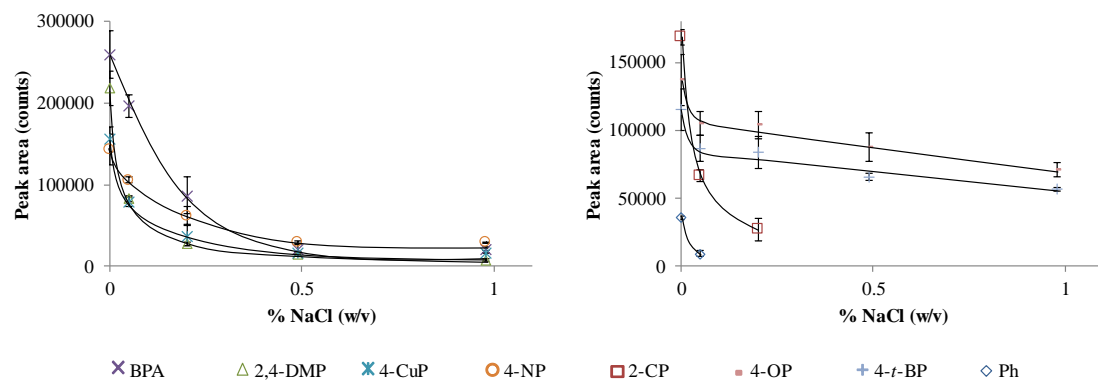 300000
200000
100000
0
Peak area (counts)
0 0.5 1
% NaCl (w/v)
150000
100000
50000
0
Peak area (counts)
0 0.5 1
% NaCl (w/v)
BPA 2,4-DMP 4-CuP 4-NP 2-CP 4-OP 4-t-BP Ph